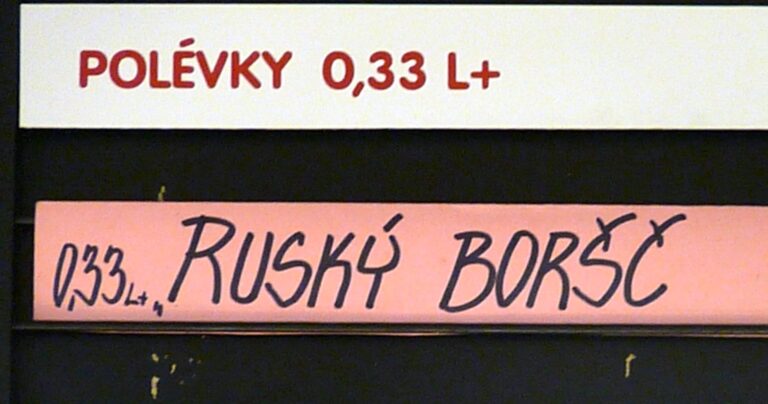 POLÉVKY 0,33 L+
0,33 L+ „ RUSKÝ BORŠČ